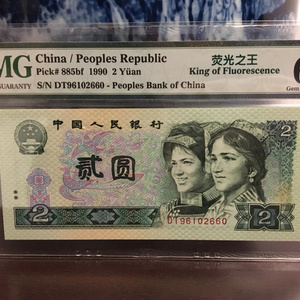 MG
China / Peoples Republic
荧光之王
Pick# 885bf 1990 2 Yüan
King of Fluorescence
GUARANTY
S/N DT96102660 - Peoples Bank of China
Gem
中国人民银行
2
贰圆
2
DT96102660
2